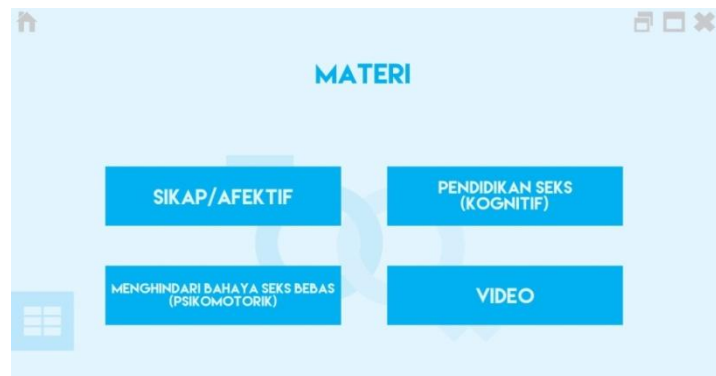 MATERI
SIKAP/AFEKTIF
PENDIDIKAN SEKS
(KOGNITIF)
MENGHINDARI BAHAYA SEKS BEBAS
(PSIKOMOTORIK)
VIDEO